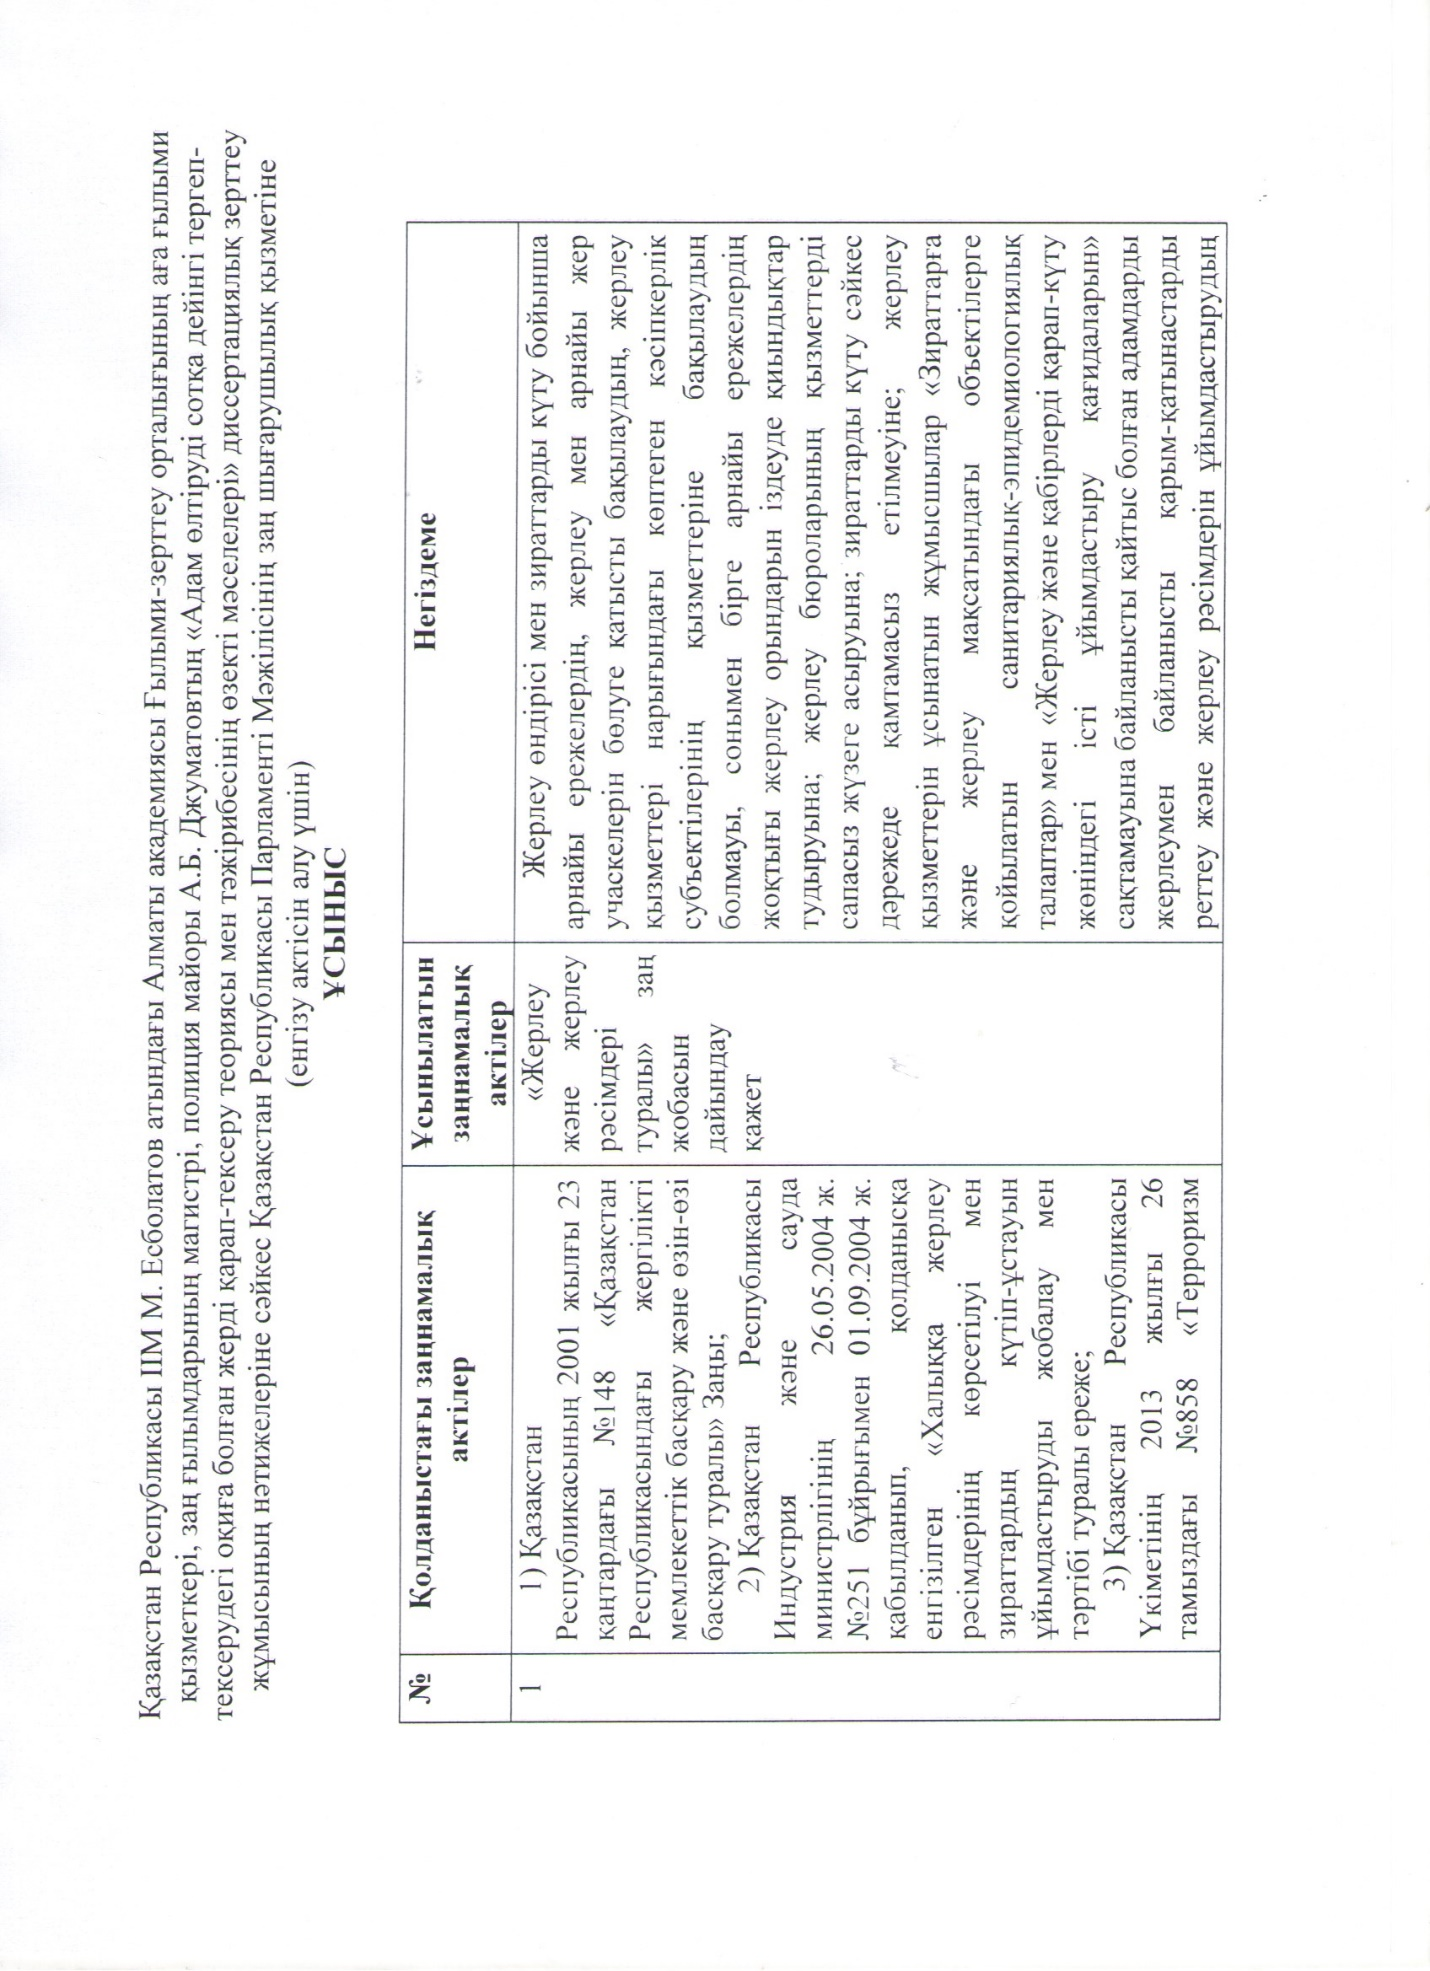 Қазақстан Республикасы ІІМ М. Есболатов атындағы Алматы академиясы Ғылыми-зерттеу орталығының аға ғылыми
қызметкері, заң ғылымдарының магистрі, полиция майоры А.Б. Джуматовтың «Адам өлтіруді сотқа дейінгі тергеп-
тексерудегі оқиға болған жерді қарап-тексеру теориясы мен тәжірибесінің өзекті мәселелері» диссертациялық зерттеу
жұмысының нәтижелеріне сәйкес Қазақстан Республикасы Парламенті Мәжілісінің заң шығарушылық қызметіне
(енгізу актісін алу үшін)
ҰСЫНЫС
№
Қолданыстағы заңнамалық
актілер
Ұсынылатын
заңнамалық
актілер
Негіздеме
1
1) Қазақстан
Республикасының 2001 жылғы 23
қаңтардағы №148 «Қазақстан
Республикасындағы жергілікті
мемлекеттік басқару және өзін-өзі
басқару туралы» Заңы;
2) Қазақстан Республикасы
Индустрия және сауда
министрлігінің 26.05.2004 ж.
№251 бұйрығымен 01.09.2004 ж.
қабылданып, қолданысқа
енгізілген «Халыққа жерлеу
рәсімдерінің көрсетілуі мен
зираттардың күтіп-ұстауын
ұйымдастыруды жобалау мен
тәртібі туралы ереже;
3) Қазақстан Республикасы
Үкіметінің 2013 жылғы 26
тамыздағы №858 «Терроризм
«Жерлеу
және жерлеу
рәсімдері
туралы» заң
жобасын
дайындау
қажет
Жерлеу өндірісі мен зираттарды күту бойынша
арнайы ережелердің, жерлеу мен арнайы жер
учаскелерін бөлуге қатысты бақылаудың, жерлеу
қызметтері нарығындағы көптеген кәсіпкерлік
субъектілерінің қызметтеріне бақылаудың
болмауы, сонымен бірге арнайы ережелердің
жоқтығы жерлеу орындарын іздеуде қиындықтар
тудыруына; жерлеу бюроларының қызметтерді
сапасыз жүзеге асыруына; зираттарды күту сәйкес
дәрежеде қамтамасыз етілмеуіне; жерлеу
қызметтерін ұсынатын жұмысшылар «Зираттарға
және жерлеу мақсатындағы объектілерге
қойылатын санитариялық-эпидемиологиялық
талаптар» мен «Жерлеу және қабірлерді қарап-күту
жөніндегі істі ұйымдастыру қағидаларын»
сақтамауына байланысты қайтыс болған адамдарды
жерлеумен байланысты қарым-қатынастарды
реттеу және жерлеу рәсімдерін ұйымдастырудың